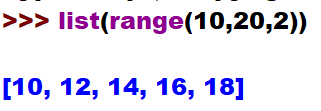 >>> list(range(10,20,2))
[10, 12, 14, 16, 18]